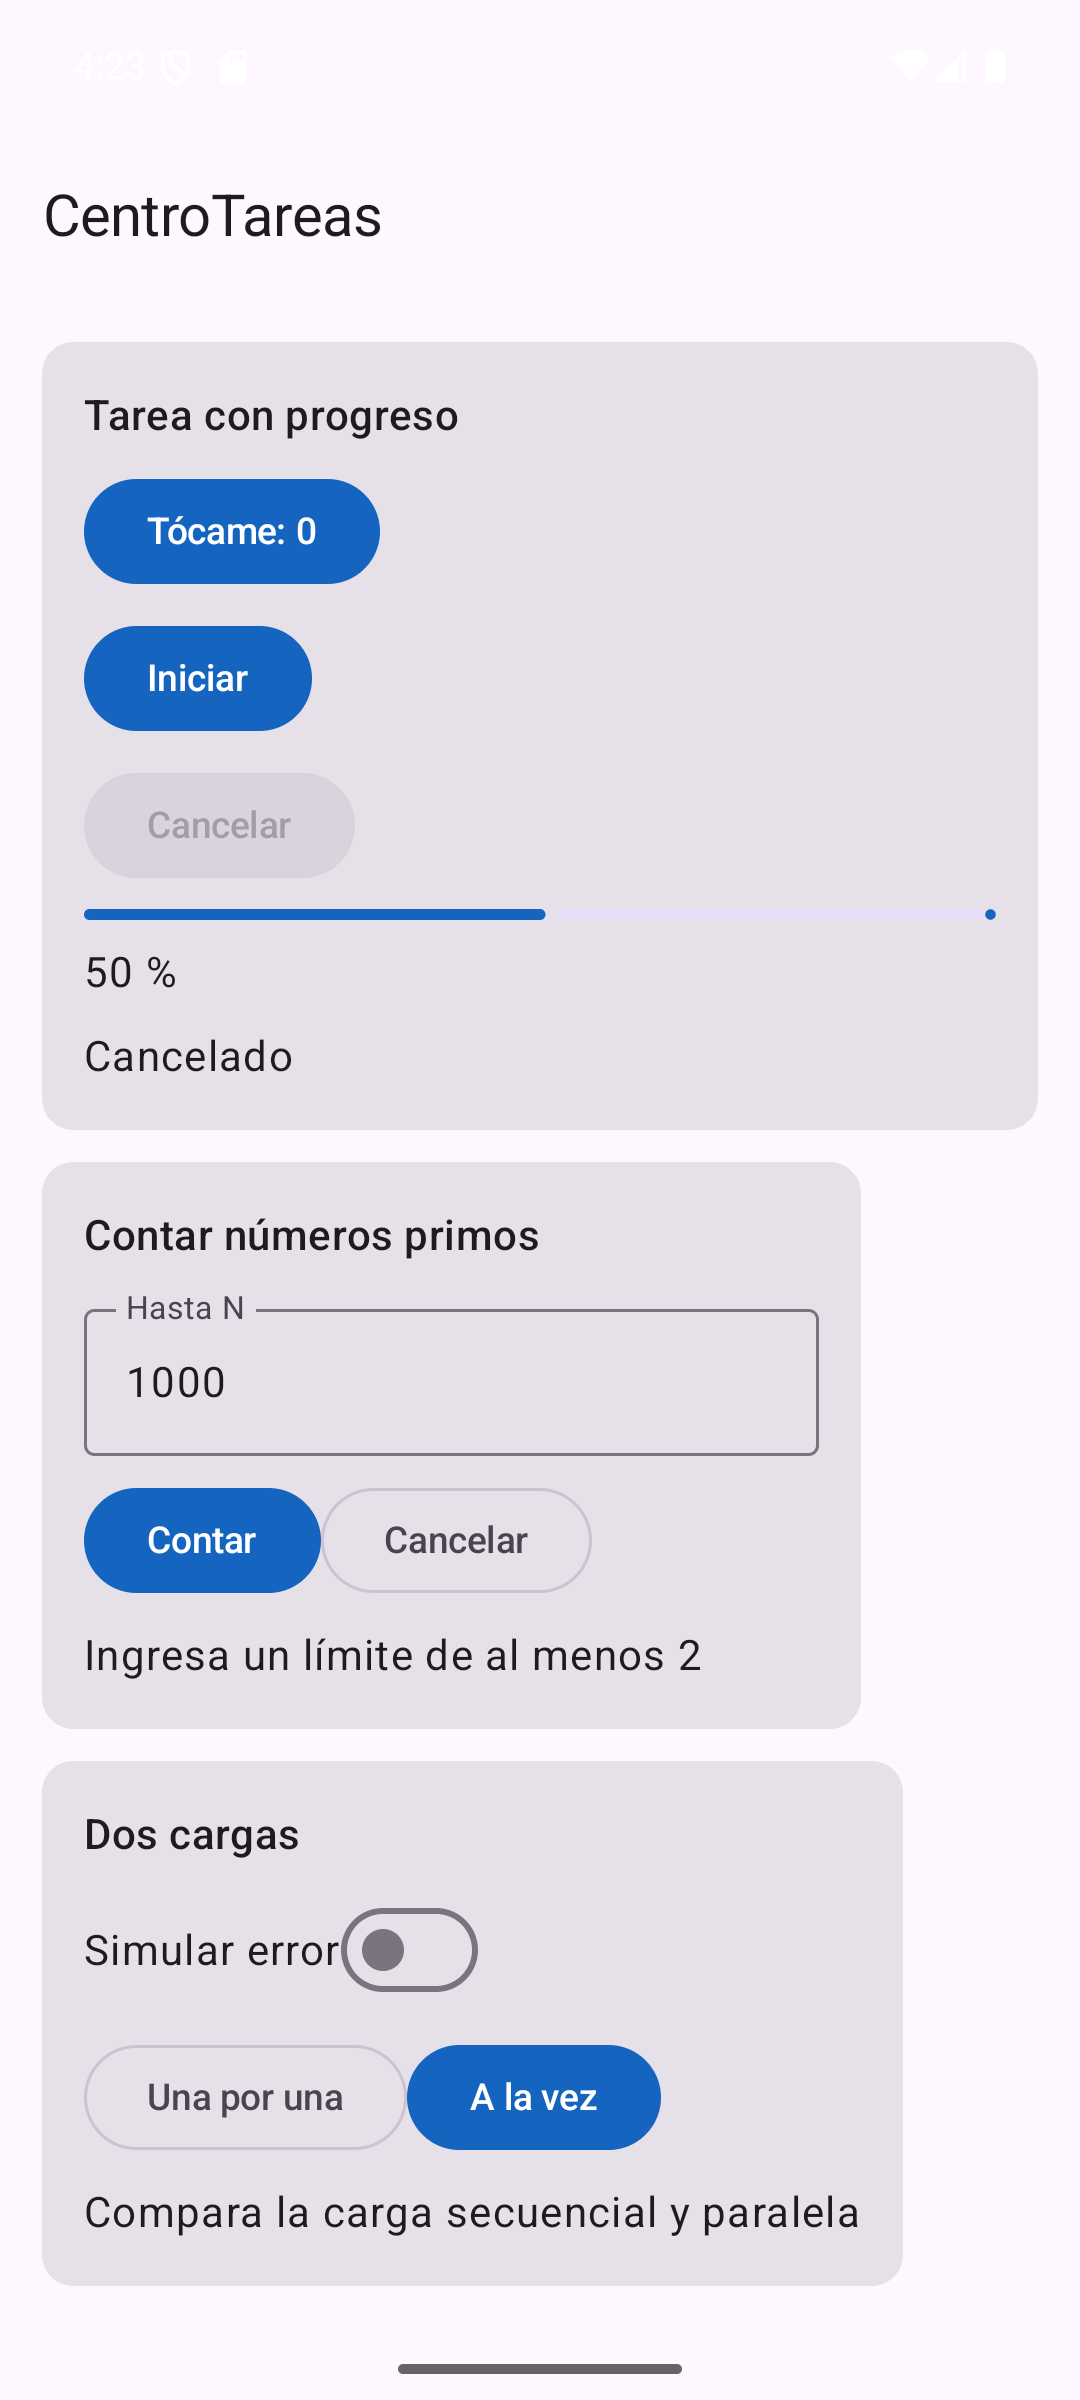 4:23
CentroTareas
Tarea con progreso
Tócame: 0
Iniciar
Cancelar
50 %
Cancelado
Contar números primos
Hasta N
1000
Contar Cancelar
Ingresa un límite de al menos 2
Dos cargas
Simular error
Una por una A la vez
Compara la carga secuencial y paralela